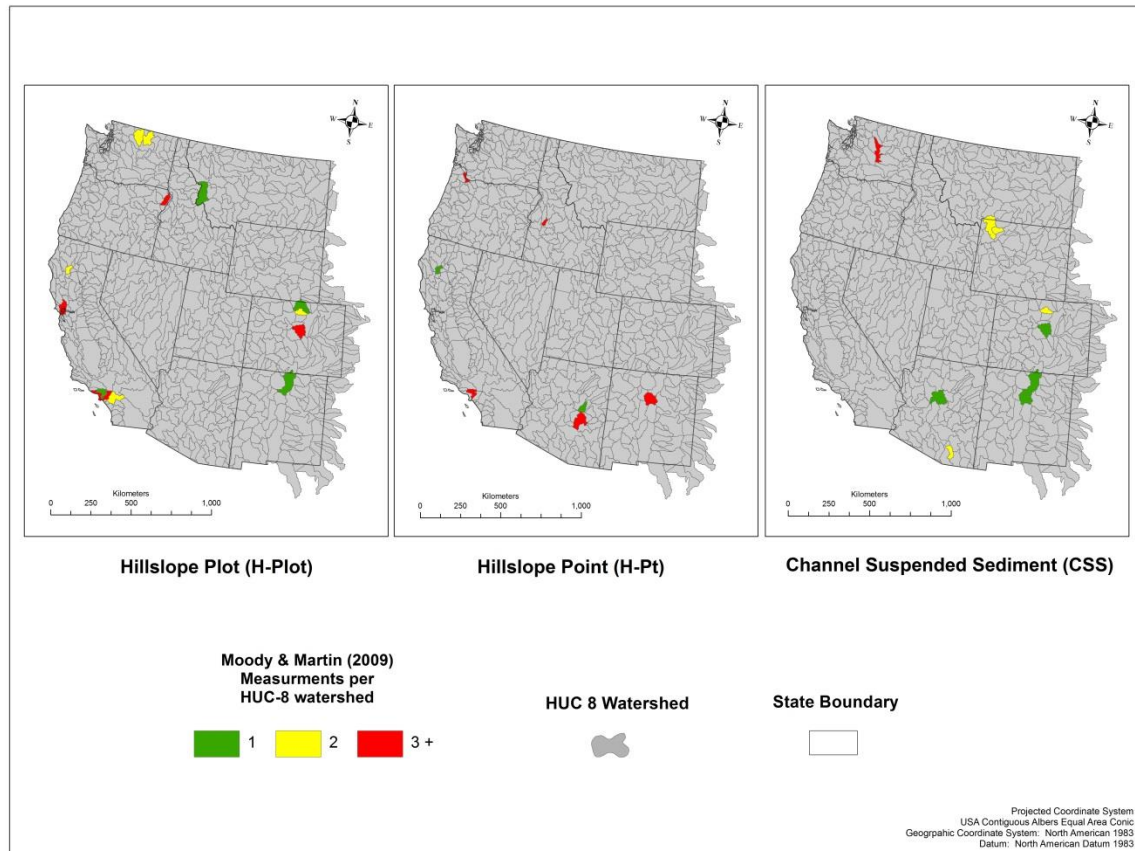 N
W E
S
N
W E
S
N
W E
S
Kilometers
0 250 500 1,000
Kilometers
0 250 500 1,000
Kilometers
0 250 500 1,000
Hillslope Plot (H-Plot)
Hillslope Point (H-Pt)
Channel Suspended Sediment (CSS)
Moody & Martin (2009)
Measurments per
HUC-8 watershed
1 2 3 +
HUC 8 Watershed
State Boundary
Projected Coordinate System
USA Contiguous Albers Equal Area Conic
Geogrpahic Coordinate System: North American 1983
Datum: North American Datum 1983